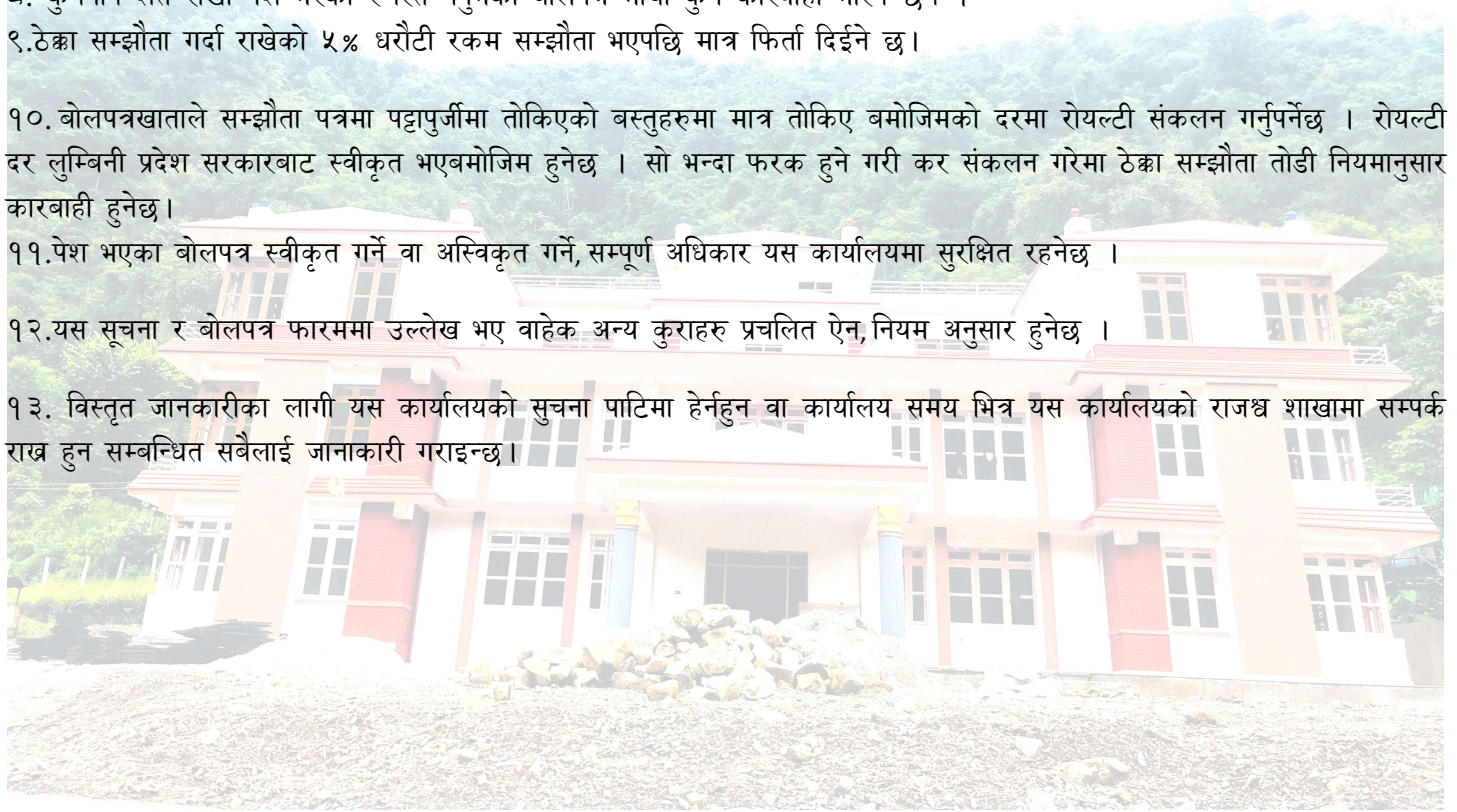 ९.ठेक्का सम्झौता गर्दा राखेको ५% धरौटी रकम सम्झौता भएपछि मात्र फिर्ता दिईने छ।
१०. बोलपत्रखाताले सम्झौता पत्रमा पट्टापुर्जीमा तोकिएको बस्तुहरुमा मात्र तोकिए बमोजिमको दरमा रोयल्टी संकलन गर्नुपर्नेछ । रोयल्टी
दर लुम्बिनी प्रदेश सरकारबाट स्वीकृत भएबमोजिम हुनेछ । सो भन्दा फरक हुने गरी कर संकलन गरेमा ठेक्का सम्झौता तोडी नियमानुसार
कारबाही हुनेछ।
११.पेश भएका बोलपत्र स्वीकृत गर्ने वा अस्विकृत गर्ने, सम्पूर्ण अधिकार यस कार्यालयमा सुरक्षित रहनेछ ।
१२.यस सूचना र बोलपत्र फारममा उल्लेख भए वाहेक अन्य कुराहरु प्रचलित ऐन, नियम अनुसार हुनेछ ।
१३. विस्तृत जानकारीका लागी यस कार्यालयको सुचना पाटिमा हेर्नहुन वा कार्यालय समय भित्र यस कार्यालयको राजश्व शाखामा सम्पर्क
राख्न हुन सम्बन्धित सबैलाई जानाकारी गराइन्छ।